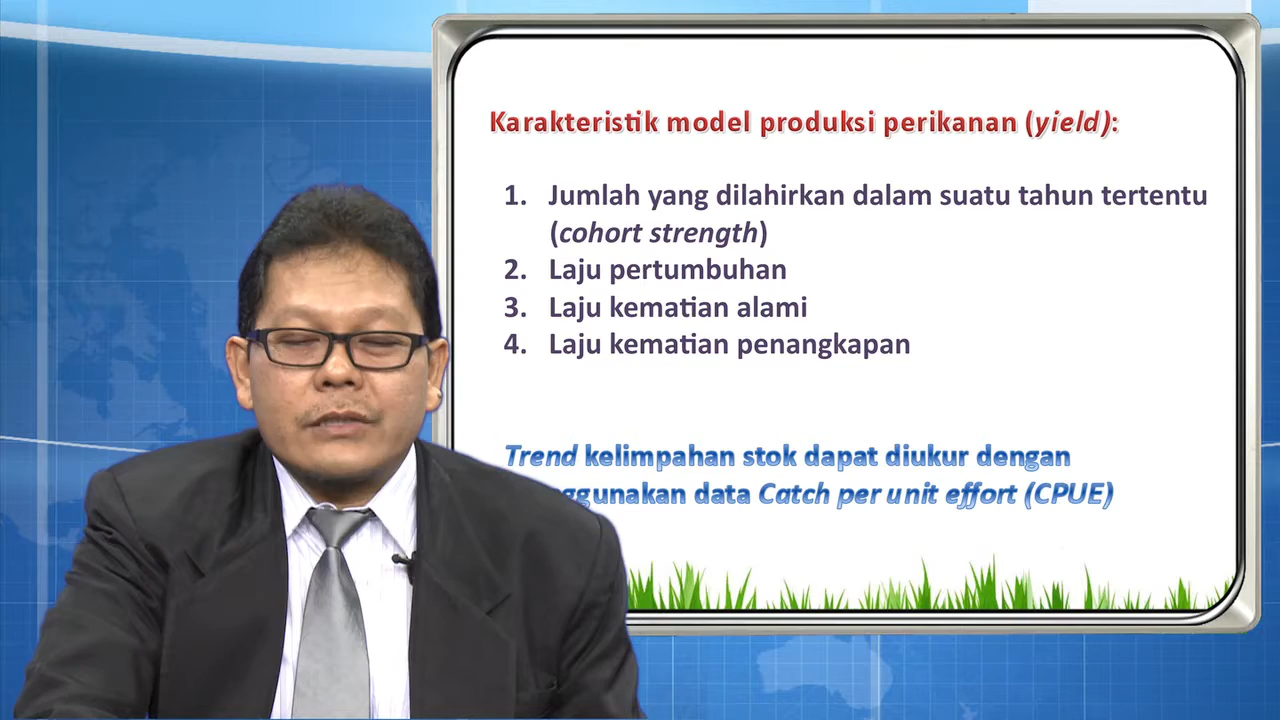 Karakteristik model produksi perikanan (yield):
1. Jumlah yang dilahirkan dalam suatu tahun tertentu
(cohort strength)
2. Laju pertumbuhan
3. Laju kematian alami
4. Laju kematian penangkapan
Trend kelimpahan stok dapat diukur dengan
data Catch per unit effort (CPUE)